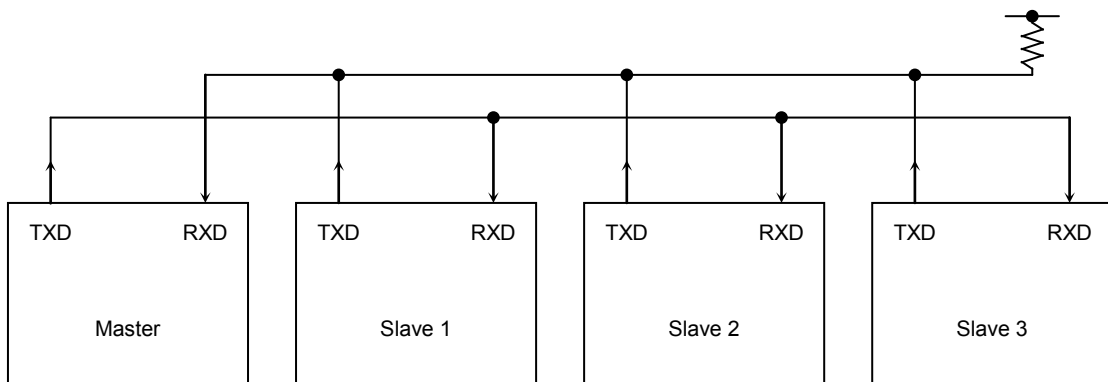 TXD RXD TXD RXD TXD RXD TXD RXD
Master Slave 1 Slave 2 Slave 3